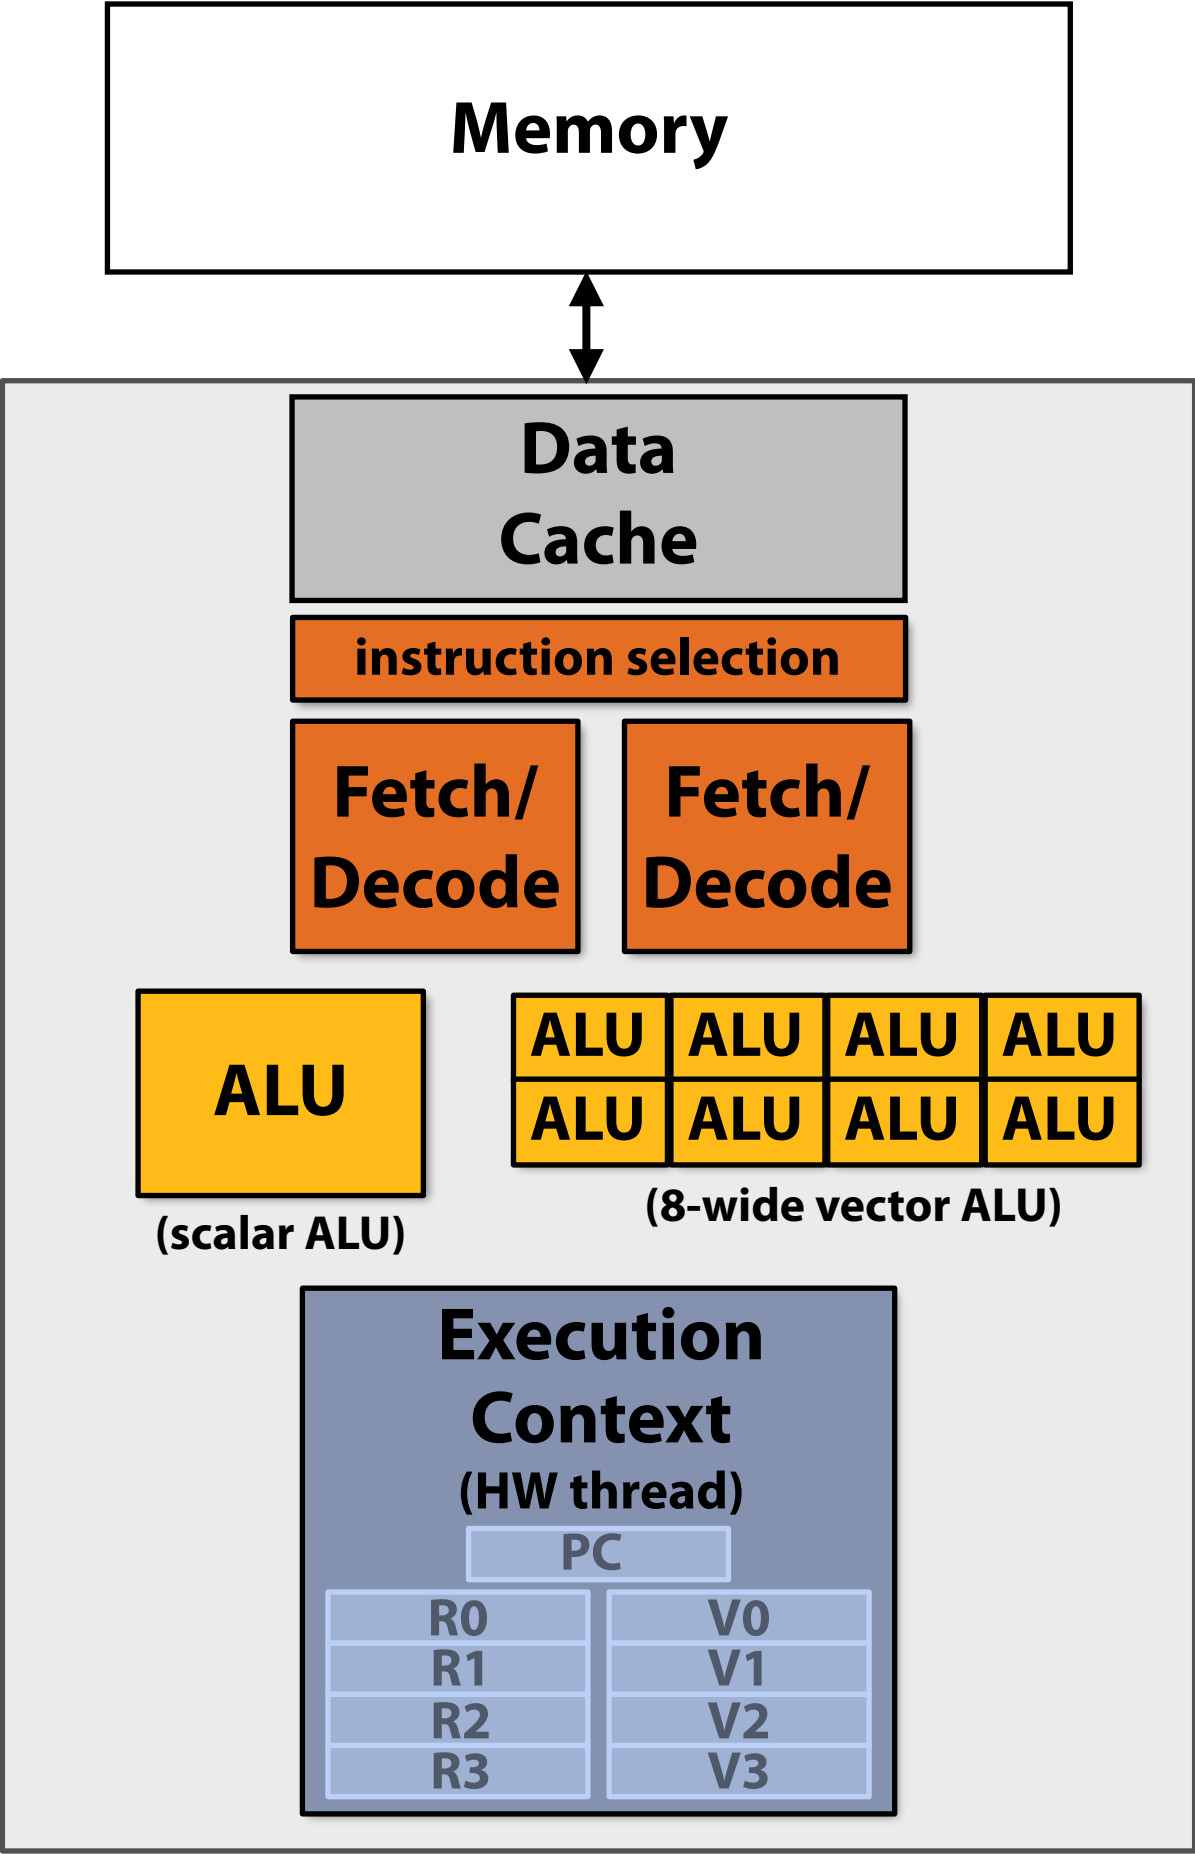 Memory
Data
Cache
instruction selection
Fetch/
Decode
Fetch/
Decode
ALU
(scalar ALU)
ALU ALU ALU ALU
ALU ALU ALU ALU
(8-wide vector ALU)
Execution
Context
(HW thread)
PC
R0
R1
R2
R3
V0
V1
V2
V3